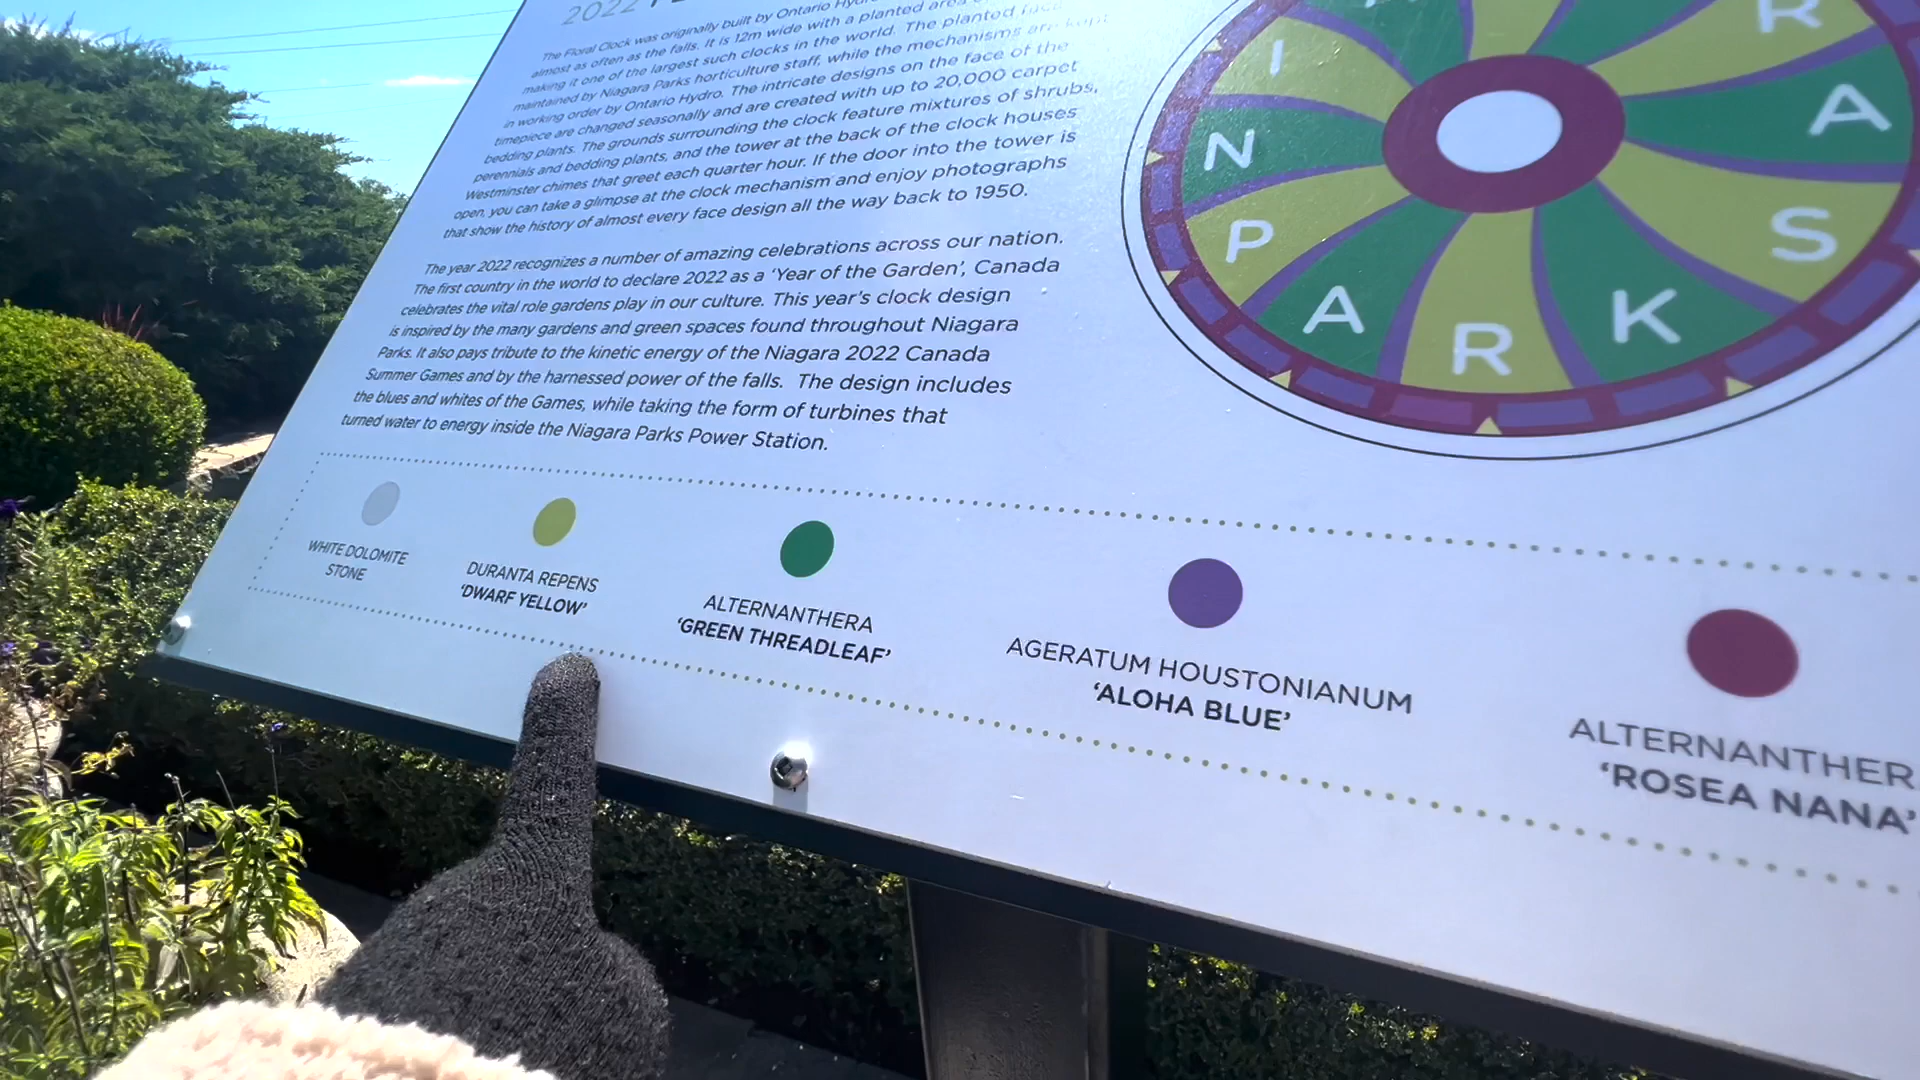 2022
The Floral Clock was originally built by Ontario Hydro
almost as often as the falls. It is 12m wide with a planted area
making it one of the largest such clocks in the world. The planted face
maintained by Niagara Parks horticulture staff, while the mechanisms are kept
in working order by Ontario Hydro. The intricate designs on the face of the
timepiece are changed seasonally and are created with up to 20,000 carpet
bedding plants. The grounds surrounding the clock feature mixtures of shrubs,
perennials and bedding plants, and the tower at the back of the clock houses
Westminster chimes that greet each quarter hour. If the door into the tower is
open, you can take a glimpse at the clock mechanism and enjoy photographs
that show the history of almost every face design all the way back to 1950.
The year 2022 recognizes a number of amazing celebrations across our nation.
The first country in the world to declare 2022 as a 'Year of the Garden', Canada
celebrates the vital role gardens play in our culture. This year's clock design
is inspired by the many gardens and green spaces found throughout Niagara
Parks. It also pays tribute to the kinetic energy of the Niagara 2022 Canada
Summer Games and by the harnessed power of the falls. The design includes
the blues and whites of the Games, while taking the form of turbines that
turned water to energy inside the Niagara Parks Power Station.
I
N
R
A
P A R K S
WHITE DOLOMITE
STONE
DURANTA REPENS
'DWARF YELLOW'
ALTERNANTHERA
'GREEN THREADLEAF'
AGERATUM HOUSTONIANUM
'ALOHA BLUE'
ALTERNANTHER
'ROSEA NANA'